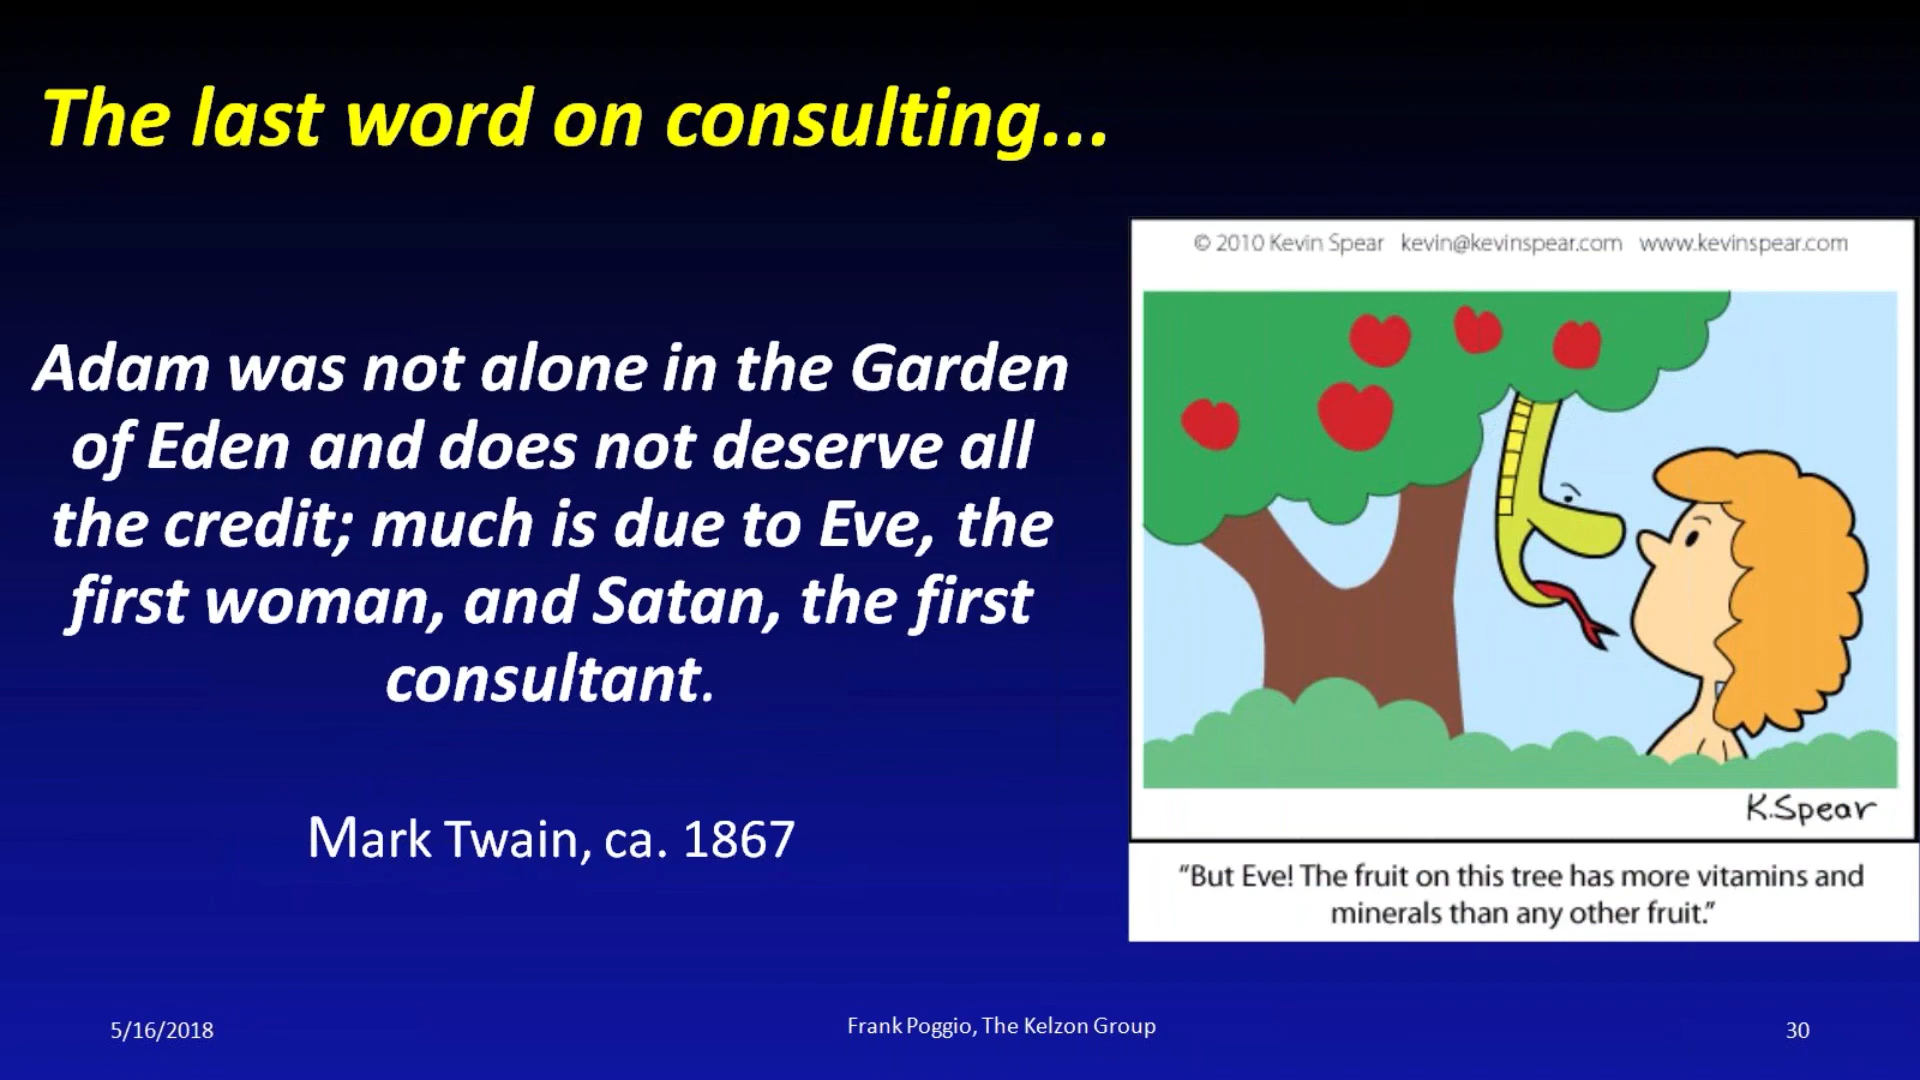 The last word on consulting...
Adam was not alone in the Garden
of Eden and does not deserve all
the credit; much is due to Eve, the
first woman, and Satan, the first
consultant.
Mark Twain, ca. 1867
© 2010 Kevin Spear kevin@kevinspear.com www.kevinspear.com
K.Spear
“But Eve! The fruit on this tree has more vitamins and
minerals than any other fruit.”
5/16/2018
Frank Poggio, The Kelzon Group
30